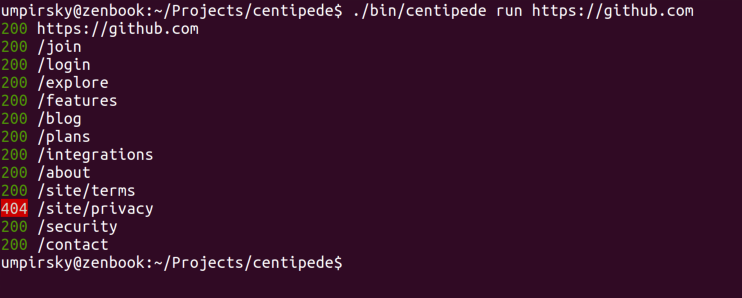 umpirsky@zenbook:~/Projects/centipede$ ./bin/centipede run https://github.com
200 https://github.com
200 /join
200 /login
200 /explore
200 /features
200 /blog
200 /plans
200 /integrations
200 /about
200 /site/terms
404 /site/privacy
200 /security
200 /contact
umpirsky@zenbook:~/Projects/centipede$